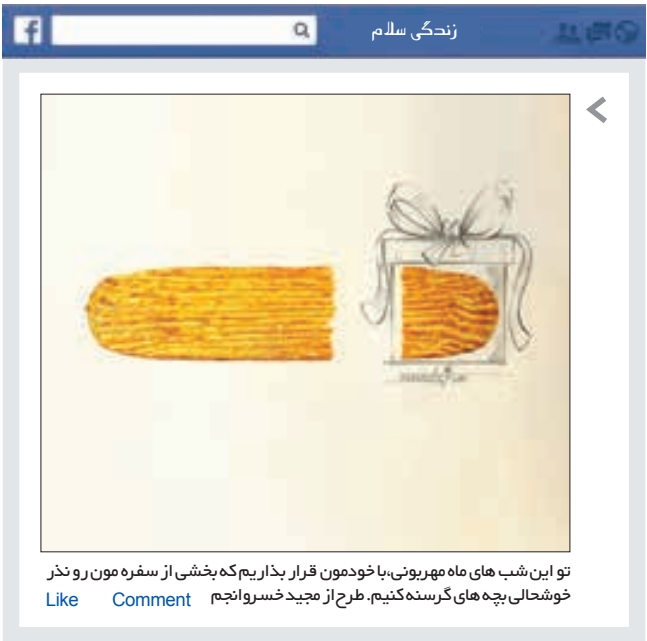 f
زندگی سلام
تو این شب های ماه مهربونی،با خودمون قرار بذاریم که بخشی از سفره مون رو نذر
خوشحالی بچه های گرسنه کنیم. طرح از مجید خسروانجم
Like Comment